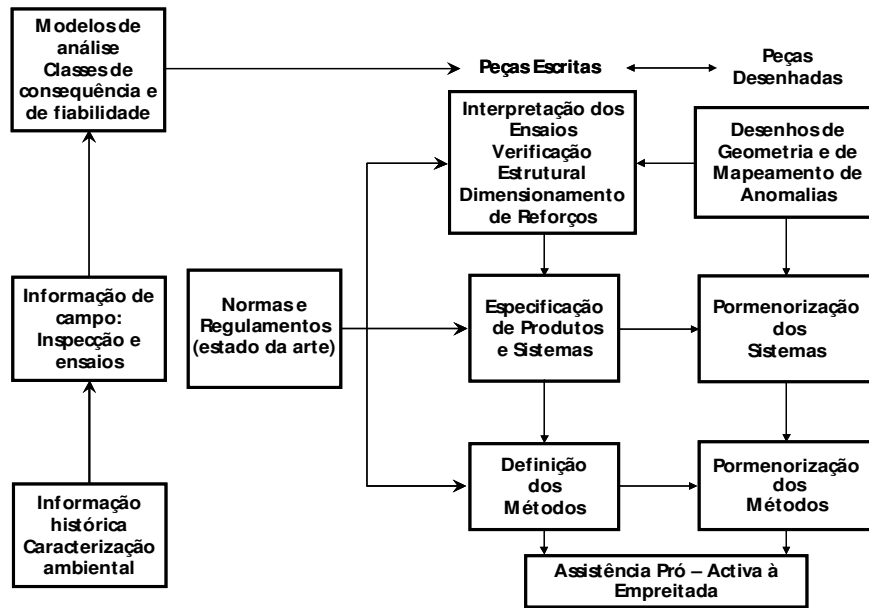 Modelos de
análise
Classes de
consequência e
de fiabilidade
Peças Escritas
Peças
Desenhadas
Interpretação dos
Ensaios
Verificação
Estrutural
Dimensionamento
de Reforços
Desenhos de
Geometria e de
Mapeamento de
Anomalias
Informação de
campo:
Inspecção e
ensaios
Normas e
Regulamentos
(estado da arte)
Especificação
de Produtos
e Sistemas
Pormenorização
dos
Sistemas
Informação
histórica
Caracterização
ambiental
Definição
dos
Métodos
Pormenorização
dos
Métodos
Assistência Pró – Activa à
Empreitada